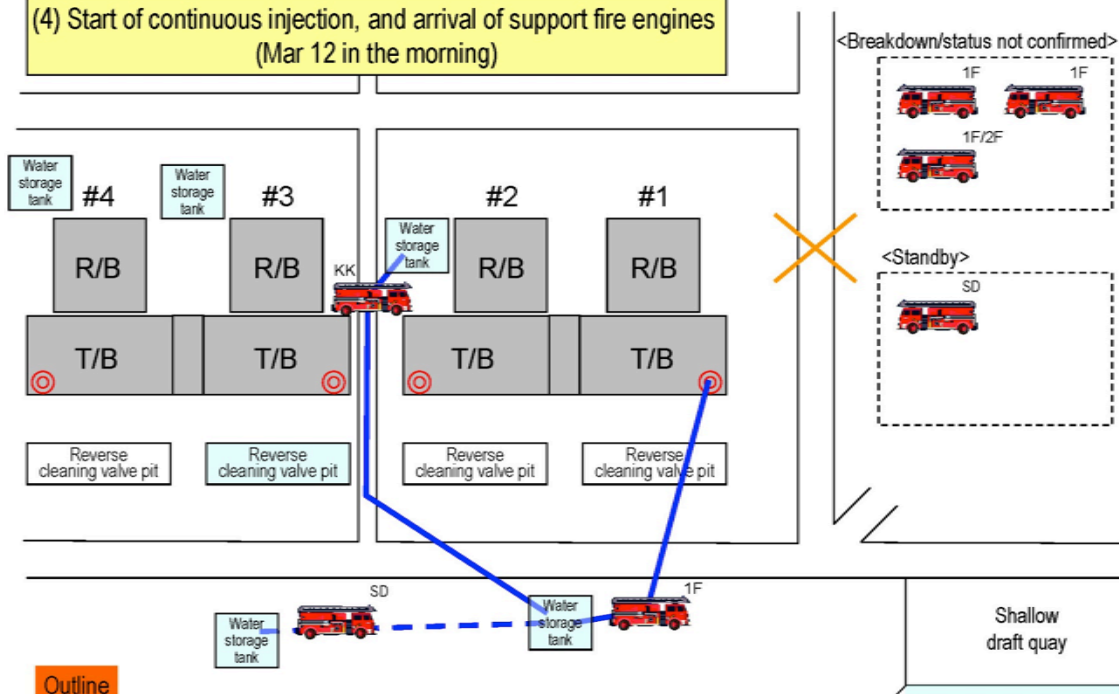 (4) Start of continuous injection, and arrival of support fire engines
(Mar 12 in the morning)
<Breakdown/status not confirmed>
1F
1F
1F/2F
Water
storage
tank
#4
Water
storage
tank
#3
#2
#1
Water
storage
tank
R/B
R/B
KK
R/B
R/B
<Standby>
SD
T/B
T/B
T/B
T/B
Reverse
cleaning valve pit
Reverse
cleaning valve pit
Reverse
cleaning valve pit
Reverse
cleaning valve pit
SD
1F
Water
storage
tank
Water
storage
tank
Shallow
draft quay
Outline